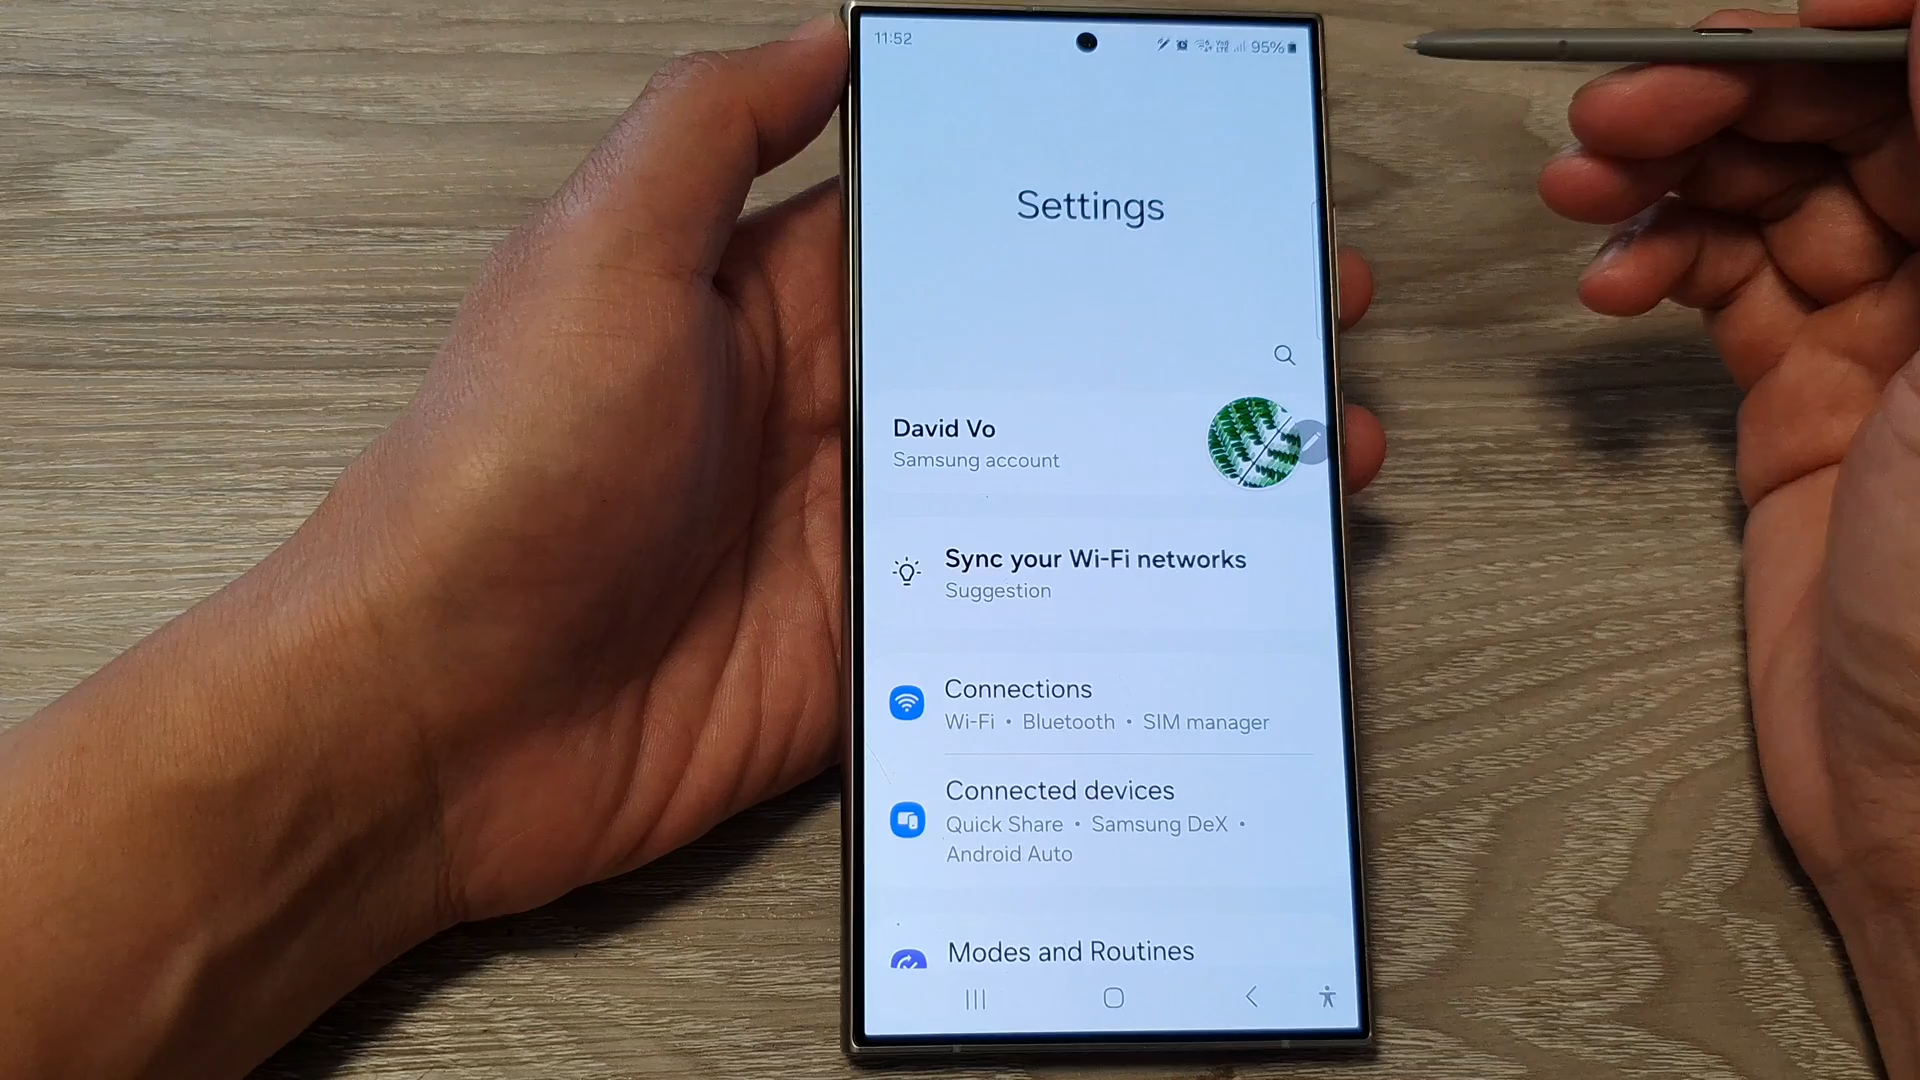 11:52
95%
Settings
David Vo
Samsung account
Sync your Wi-Fi networks
Suggestion
Connections
Wi-Fi • Bluetooth • SIM manager
Connected devices
Quick Share • Samsung DeX •
Android Auto
Modes and Routines